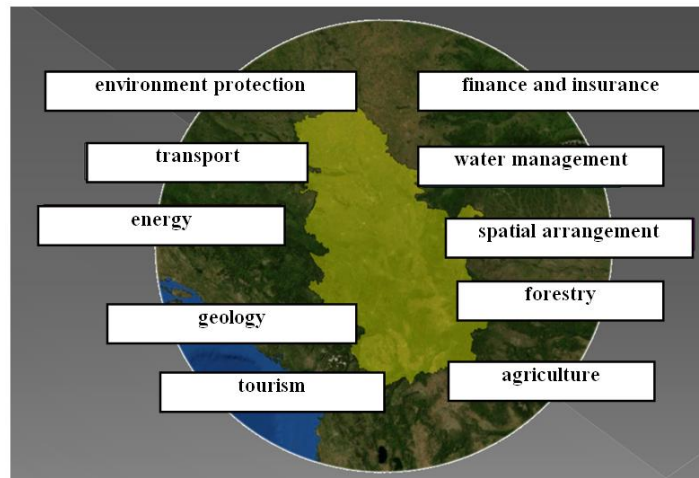 environment protection
finance and insurance
transport
water management
energy
spatial arrangement
geology
forestry
tourism
agriculture